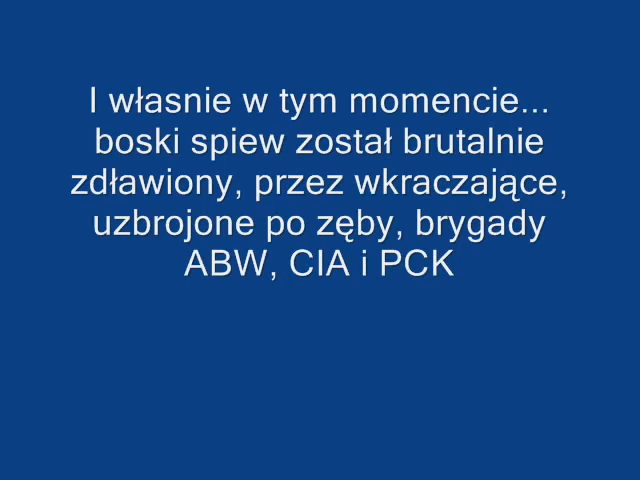 I własnie w tym momencie...
boski spiew został brutalnie
zdławiony, przez wkraczające,
uzbrojone po zęby, brygady
ABW, CIA i PCK